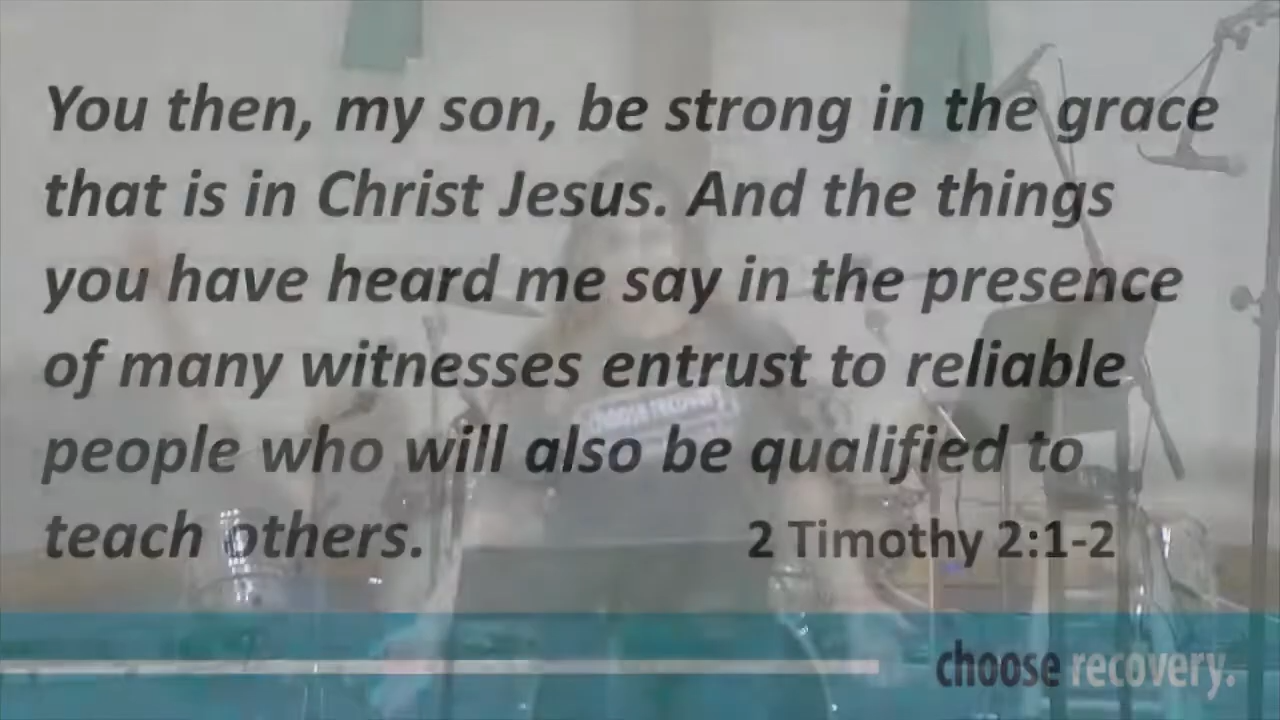 You then, my son, be strong in the grace
that is in Christ Jesus. And the things
you have heard me say in the presence
of many witnesses entrust to reliable
people who will also be qualified to
teach others. 2 Timothy 2:1-2
choose recovery
choose recovery.